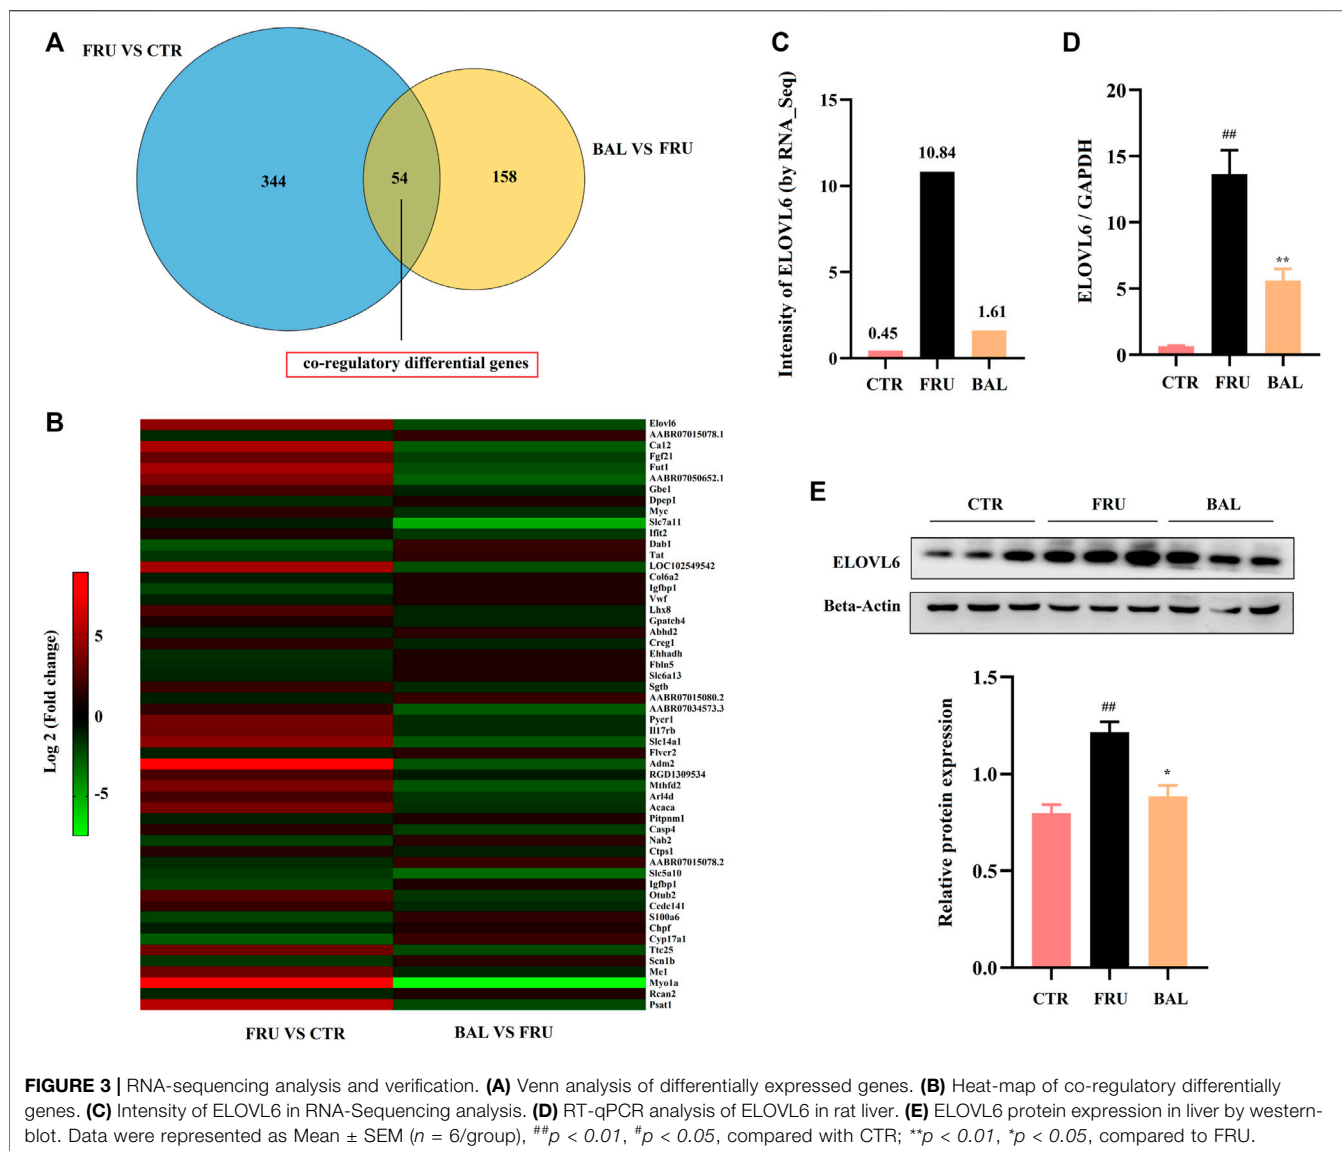 A
FRU VS CTR
BAL VS FRU
344
54
158
co-regulatory differential genes
C
Intensity of ELOVL6 (by RNA_Seq)
15
10
5
0
0.45
10.84
1.61
CTR FRU BAL
D
ELOVL6 / GAPDH
20
15
10
5
0
##
**
CTR FRU BAL
B
Log 2 (Fold change)
5
0
-5
Elovl6
AABR07015078.1
Ca12
Fgf21
Fut1
AABR07050652.1
Gbe1
Dpep1
Myc
Slc7a11
Ifit2
Dab1
Tat
LOC102549542
Col6a2
Igfbp1
Vwf
Lhx8
Gpatch4
Abhd2
Creg1
Ehhadh
Fbln5
Slc6a13
Sgtb
AABR07015080.2
AABR07034573.3
Pycr1
Il17rb
Slc14a1
Flvcr2
Adm2
RGD1309534
Mthfd2
Arl4d
Acaca
Pitpnm1
Casp4
Nab2
Ctps1
AABR07015078.2
Slc5a10
Igfbp1
Otub2
Ccdc141
S100a6
Chpf
Cyp17a1
Ttc25
Scn1b
Me1
Myo1a
Rcan2
Psat1
FRU VS CTR BAL VS FRU
E
CTR FRU BAL
ELOVL6
Beta-Actin
Relative protein expression
1.5
1.0
0.5
0.0
##
*
CTR FRU BAL
FIGURE 3 | RNA-sequencing analysis and verification. (A) Venn analysis of differentially expressed genes. (B) Heat-map of co-regulatory differentially
genes. (C) Intensity of ELOVL6 in RNA-Sequencing analysis. (D) RT-qPCR analysis of ELOVL6 in rat liver. (E) ELOVL6 protein expression in liver by western-
blot. Data were represented as Mean ± SEM (n = 6/group), ##p < 0.01, #p < 0.05, compared with CTR; **p < 0.01, *p < 0.05, compared to FRU.